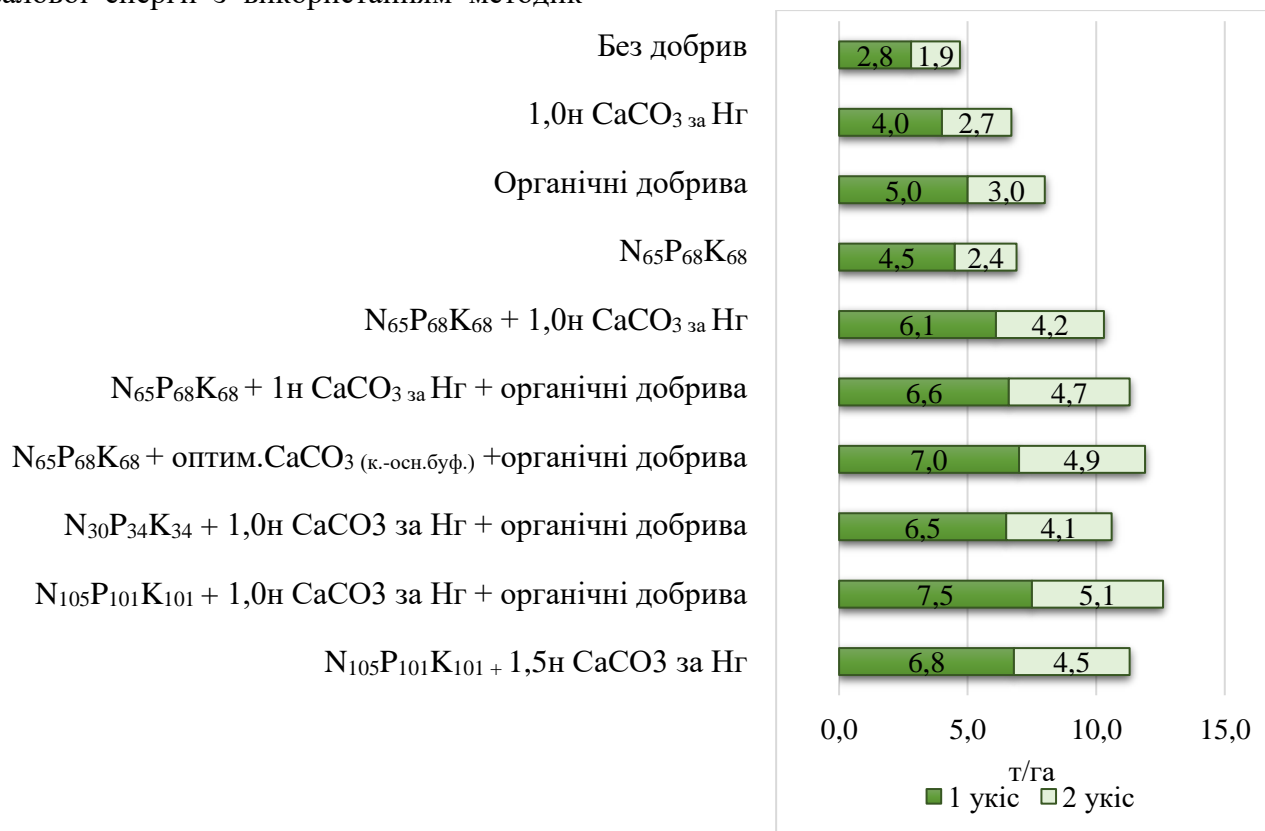 енергії з використанням методик
Без добрив
2,8 1,9
1,0н CaCO₃ за Нг
4,0 2,7
Органічні добрива
5,0 3,0
N₆₅P₆₈K₆₈
4,5 2,4
N₆₅P₆₈K₆₈ + 1,0н CaCO₃ за Нг
6,1 4,2
N₆₅P₆₈K₆₈ + 1н CaCO₃ за Нг + органічні добрива
6,6 4,7
N₆₅P₆₈K₆₈ + оптим.CaCO₃ (к.-осн.буф.) +органічні добрива
7,0 4,9
N₃₀P₃₄K₃₄ + 1,0н CaCO3 за Нг + органічні добрива
6,5 4,1
N₁₀₅P₁₀₁K₁₀₁ + 1,0н CaCO3 за Нг + органічні добрива
7,5 5,1
N₁₀₅P₁₀₁K₁₀₁ + 1,5н CaCO3 за Нг
6,8 4,5
0,0 5,0 10,0 15,0
т/га
1 укіс 2 укіс